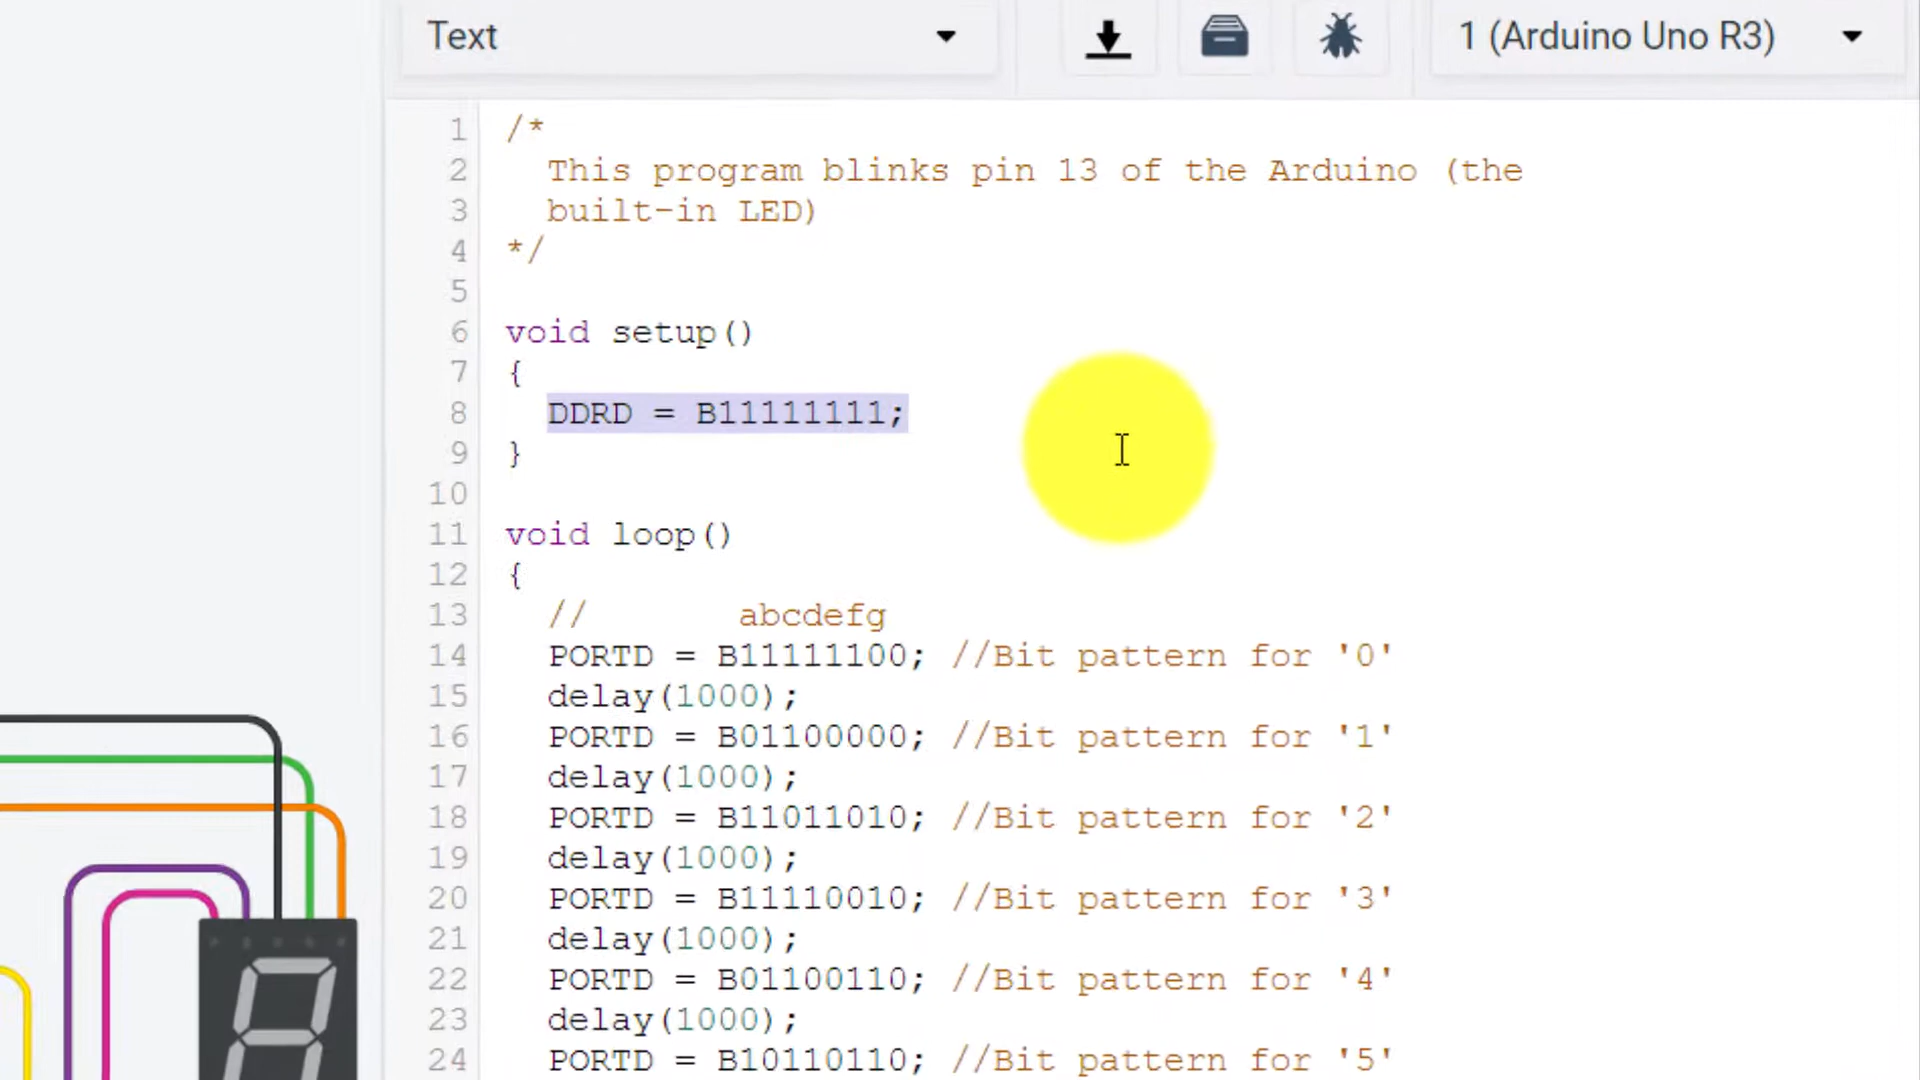 Text
1 (Arduino Uno R3)
1 /*
2 This program blinks pin 13 of the Arduino (the
3 built-in LED)
4 */
5
6 void setup()
7 {
8 DDRD = B11111111;
9 }
10
11 void loop()
12 {
13 // abcdefg
14 PORTD = B11111100; //Bit pattern for '0'
15 delay(1000);
16 PORTD = B01100000; //Bit pattern for '1'
17 delay(1000);
18 PORTD = B11011010; //Bit pattern for '2'
19 delay(1000);
20 PORTD = B11110010; //Bit pattern for '3'
21 delay(1000);
22 PORTD = B01100110; //Bit pattern for '4'
23 delay(1000);
24 PORTD = B10110110; //Bit pattern for '5'